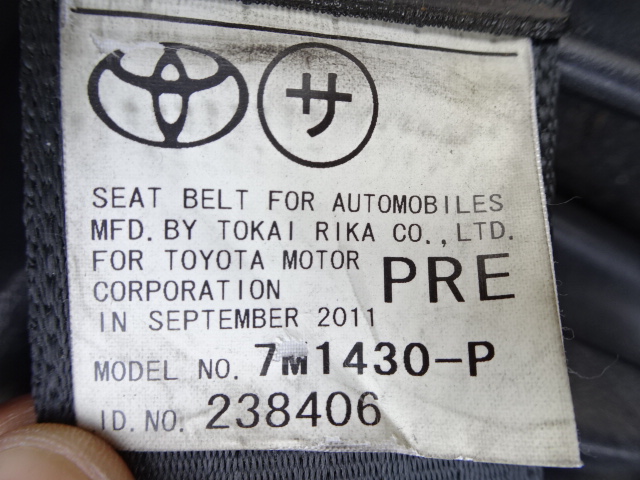 サ
SEAT BELT FOR AUTOMOBILES
MFD. BY TOKAI RIKA CO., LTD.
FOR TOYOTA MOTOR
CORPORATION PRE
IN SEPTEMBER 2011
MODEL NO. 7M1430-P
ID. NO. 238406